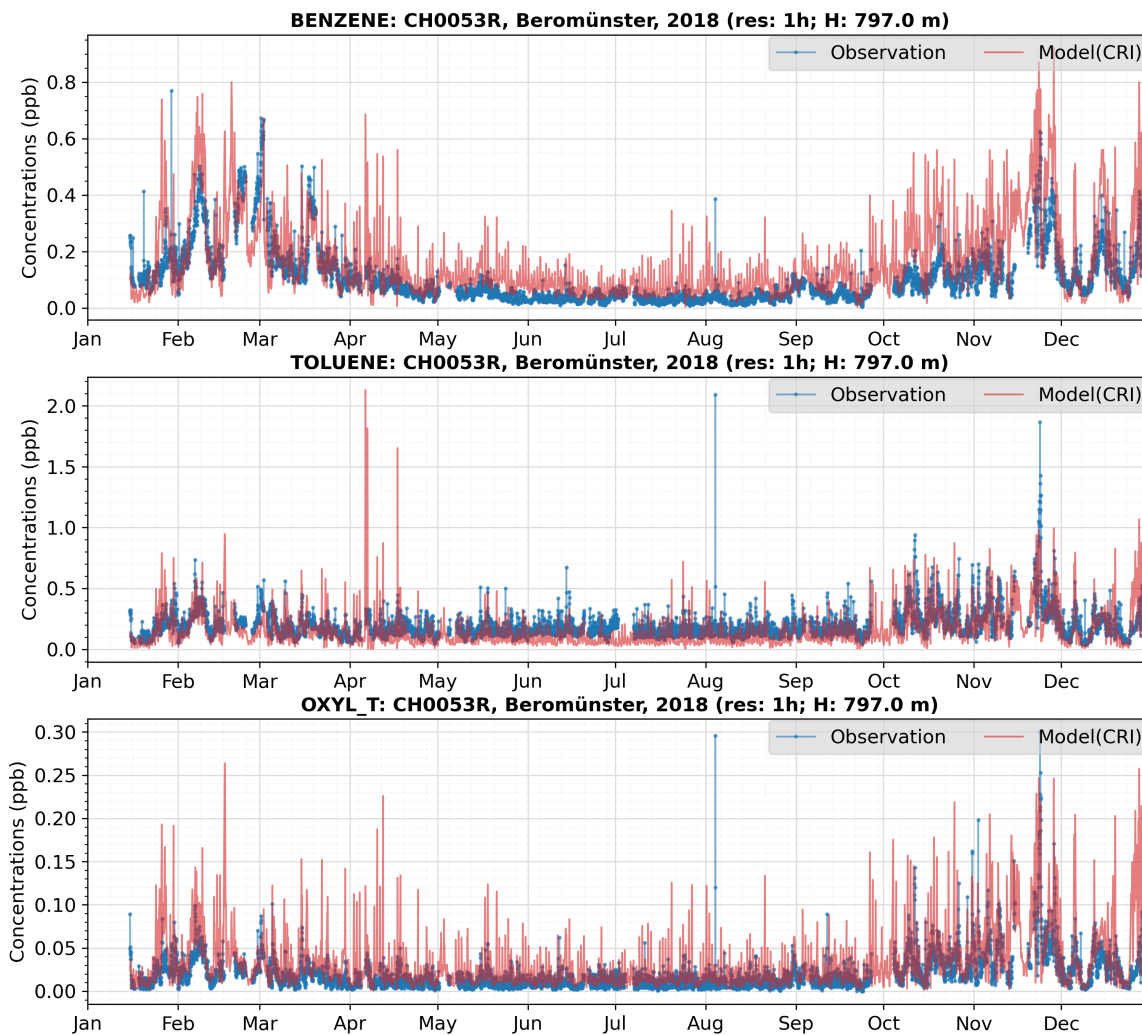 BENZENE: CH0053R, Beromünster, 2018 (res: 1h; H: 797.0 m)
Observation Model(CRI)
Concentrations (ppb)
0.8
0.6
0.4
0.2
0.0
Jan Feb Mar Apr May Jun Jul Aug Sep Oct Nov Dec
TOLUENE: CH0053R, Beromünster, 2018 (res: 1h; H: 797.0 m)
Observation Model(CRI)
Concentrations (ppb)
2.0
1.5
1.0
0.5
0.0
Jan Feb Mar Apr May Jun Jul Aug Sep Oct Nov Dec
OXYL_T: CH0053R, Beromünster, 2018 (res: 1h; H: 797.0 m)
Observation Model(CRI)
Concentrations (ppb)
0.30
0.25
0.20
0.15
0.10
0.05
0.00
Jan Feb Mar Apr May Jun Jul Aug Sep Oct Nov Dec